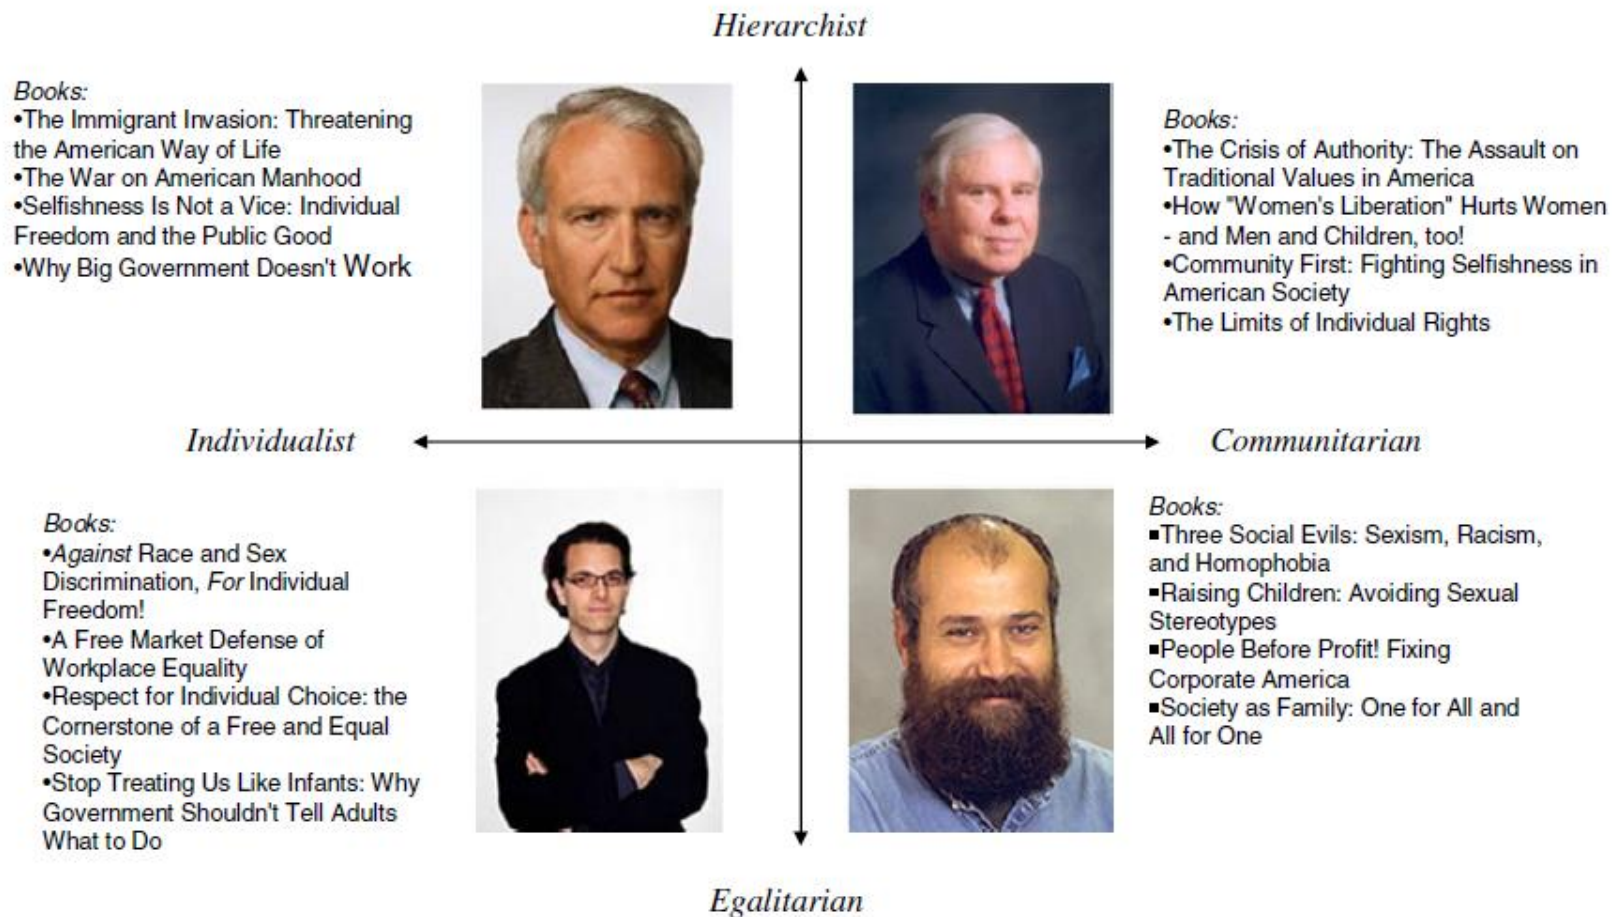 Hierarchist
Books:
•The Immigrant Invasion: Threatening
the American Way of Life
•The War on American Manhood
•Selfishness Is Not a Vice: Individual
Freedom and the Public Good
•Why Big Government Doesn't Work
Books:
•The Crisis of Authority: The Assault on
Traditional Values in America
•How "Women's Liberation" Hurts Women
- and Men and Children, too!
•Community First: Fighting Selfishness in
American Society
•The Limits of Individual Rights
Individualist
Communitarian
Books:
•Against Race and Sex
Discrimination, For Individual
Freedom!
•A Free Market Defense of
Workplace Equality
•Respect for Individual Choice: the
Cornerstone of a Free and Equal
Society
•Stop Treating Us Like Infants: Why
Government Shouldn't Tell Adults
What to Do
Books:
▪Three Social Evils: Sexism, Racism,
and Homophobia
▪Raising Children: Avoiding Sexual
Stereotypes
▪People Before Profit! Fixing
Corporate America
▪Society as Family: One for All and
All for One
Egalitarian